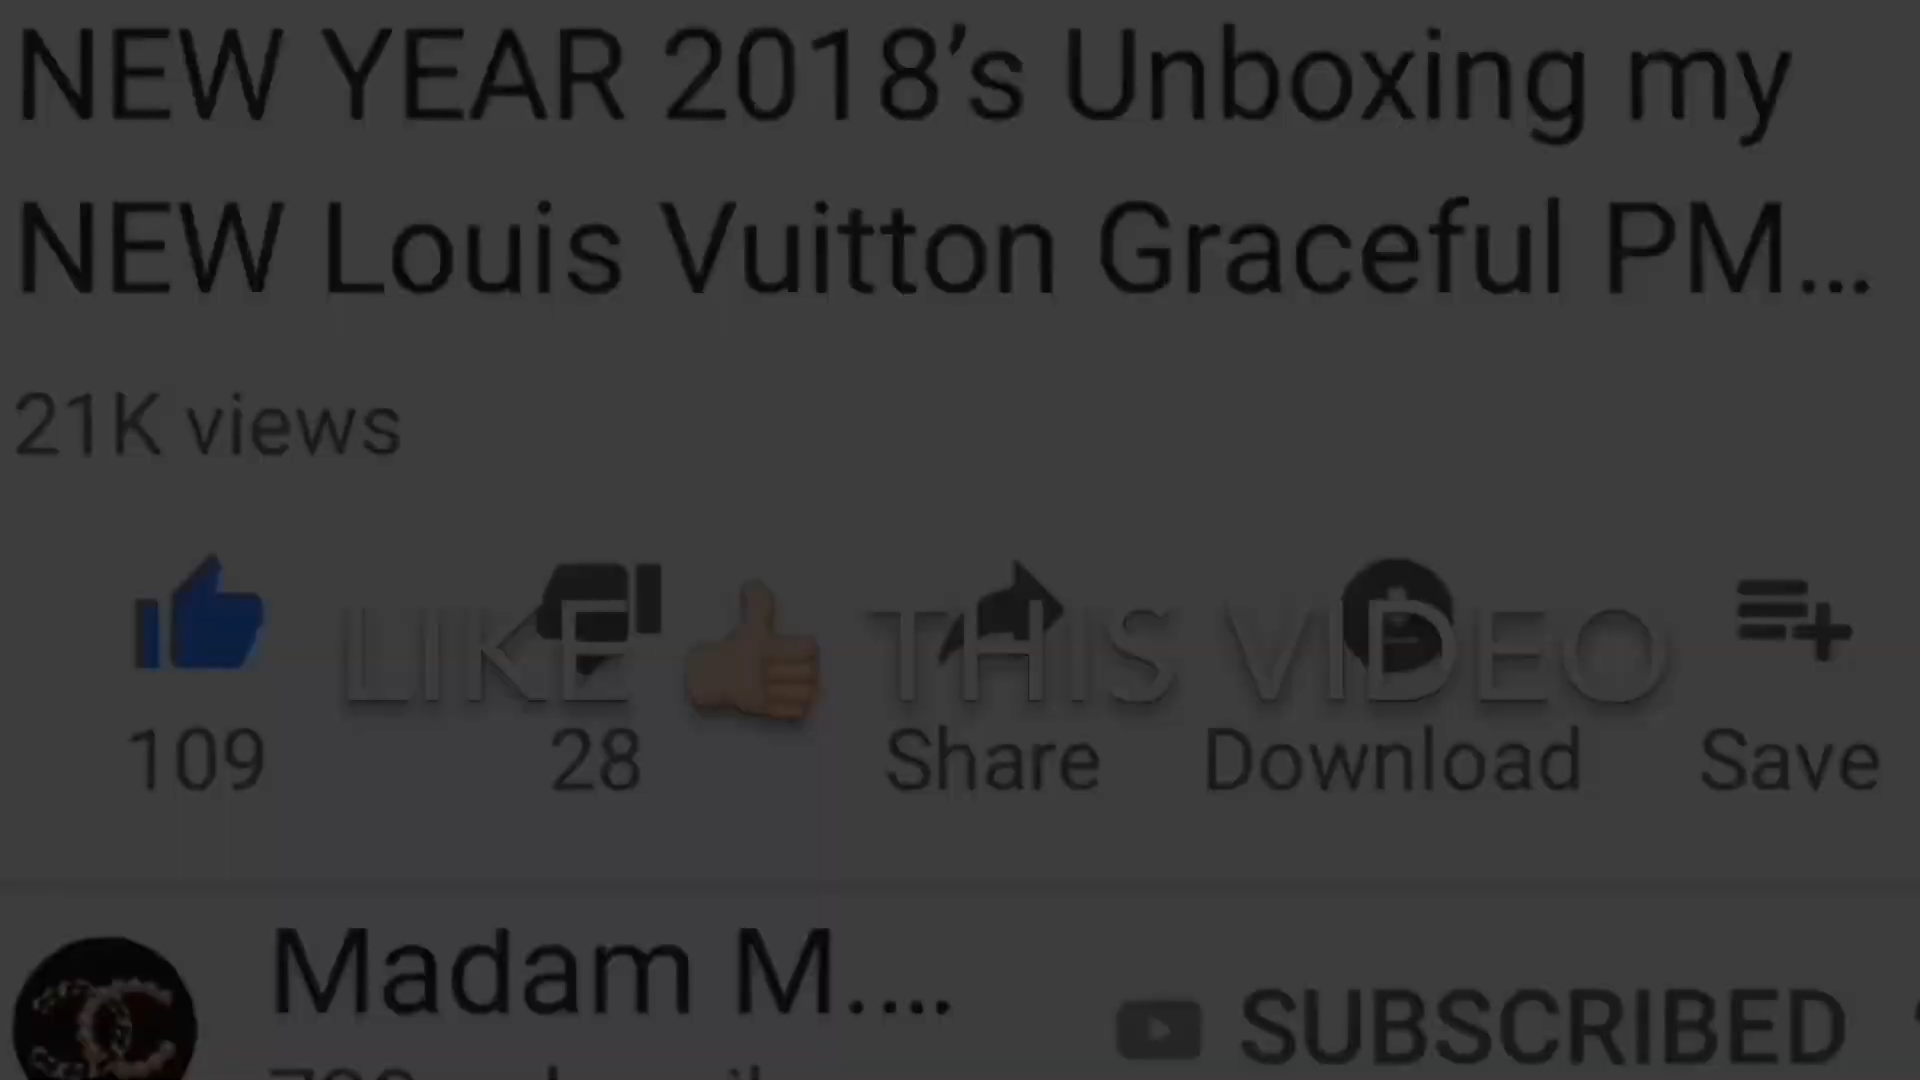 NEW YEAR 2018’s Unboxing my
NEW Louis Vuitton Graceful PM...
21K views
LIKE 👍🏼 THIS VIDEO
109 28 Share Download Save
Madam M....
SUBSCRIBED